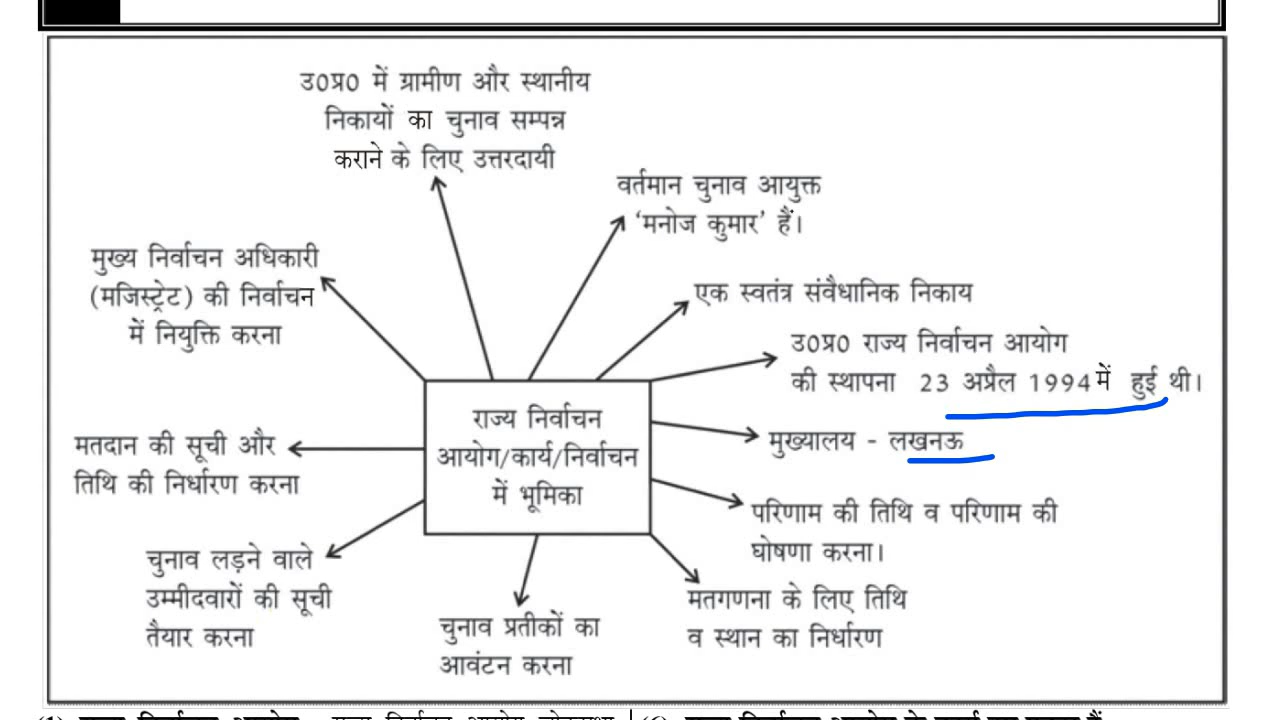 उ0प्र0 में ग्रामीण और स्थानीय
निकायों का चुनाव सम्पन्न
कराने के लिए उत्तरदायी
वर्तमान चुनाव आयुक्त
‘मनोज कुमार’ हैं।
मुख्य निर्वाचन अधिकारी
(मजिस्ट्रेट) की निर्वाचन
में नियुक्ति करना
एक स्वतंत्र संवैधानिक निकाय
उ0प्र0 राज्य निर्वाचन आयोग
की स्थापना 23 अप्रैल 1994 में हुई थी।
राज्य निर्वाचन
आयोग/कार्य/निर्वाचन
में भूमिका
मुख्यालय - लखनऊ
मतदान की सूची और
तिथि की निर्धारण करना
परिणाम की तिथि व परिणाम की
घोषणा करना।
चुनाव लड़ने वाले
उम्मीदवारों की सूची
तैयार करना
मतगणना के लिए तिथि
व स्थान का निर्धारण
चुनाव प्रतीकों का
आवंटन करना